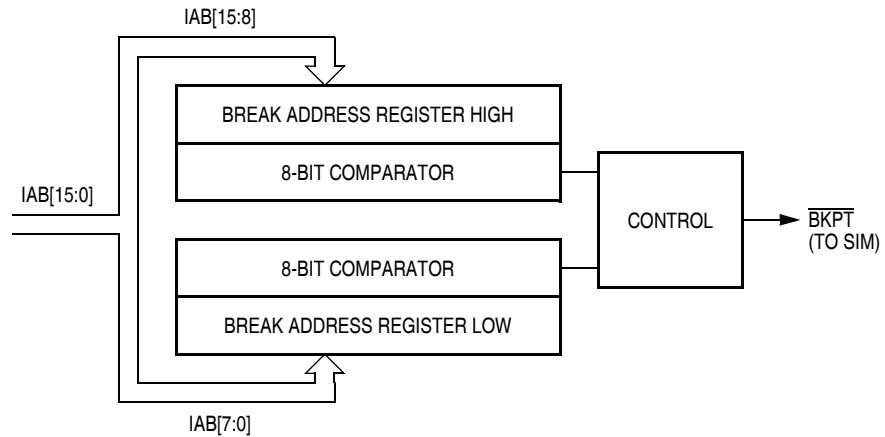 IAB[15:8]
BREAK ADDRESS REGISTER HIGH
8-BIT COMPARATOR
IAB[15:0]
CONTROL
BKPT
(TO SIM)
8-BIT COMPARATOR
BREAK ADDRESS REGISTER LOW
IAB[7:0]